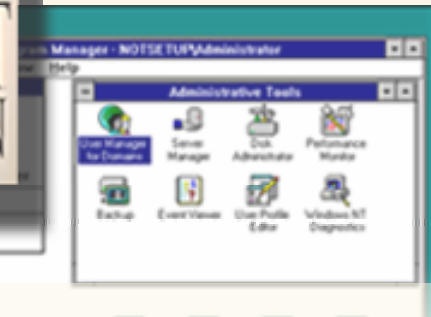 gram Manager - NOTSETUP\Administrator
Help
Administrative Tools
User Manager for Domains
Server Manager
Disk Administrator
Performance Monitor
Backup
Event Viewer
User Profile Editor
Windows NT Diagnostics